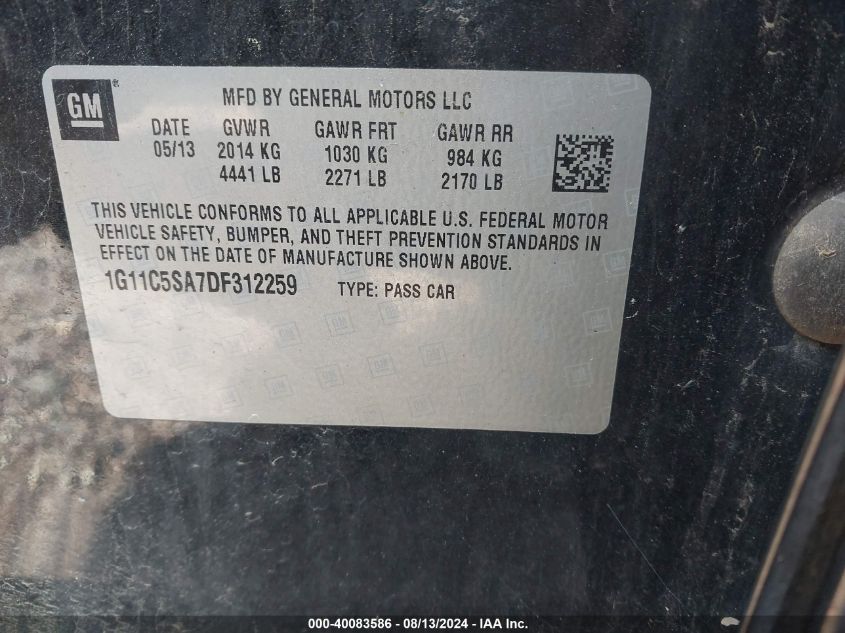 GM
MFD BY GENERAL MOTORS LLC
DATE GVWR GAWR FRT GAWR RR
05/13 2014 KG 1030 KG 984 KG
4441 LB 2271 LB 2170 LB
THIS VEHICLE CONFORMS TO ALL APPLICABLE U.S. FEDERAL MOTOR
VEHICLE SAFETY, BUMPER, AND THEFT PREVENTION STANDARDS IN
EFFECT ON THE DATE OF MANUFACTURE SHOWN ABOVE.
1G11C5SA7DF312259 TYPE: PASS CAR
000-40083586 - 08/13/2024 - IAA Inc.